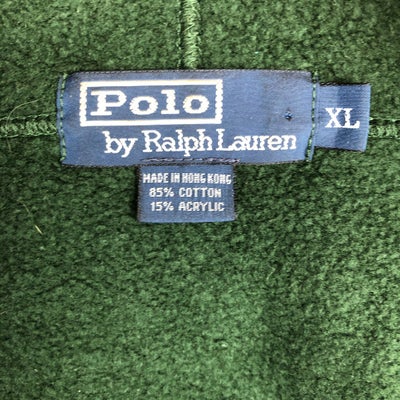 Polo
by Ralph Lauren
XL
MADE IN HONG KONG
85% COTTON
15% ACRYLIC